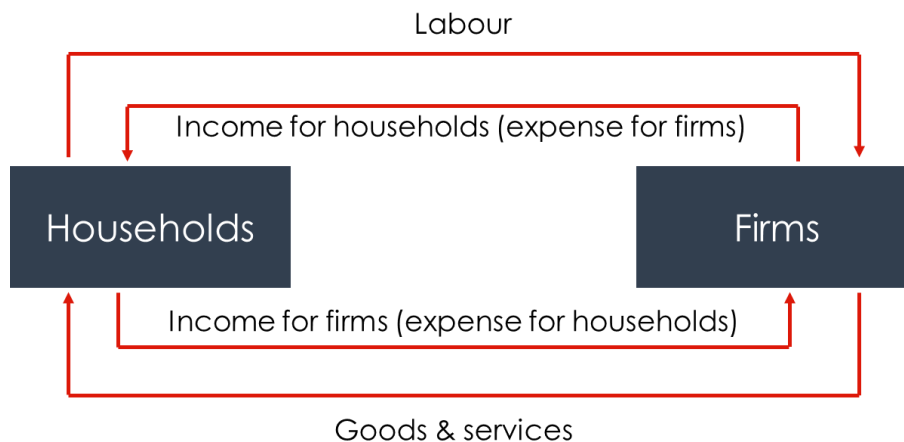 Labour
Income for households (expense for firms)
Households
Firms
Income for firms (expense for households)
Goods & services